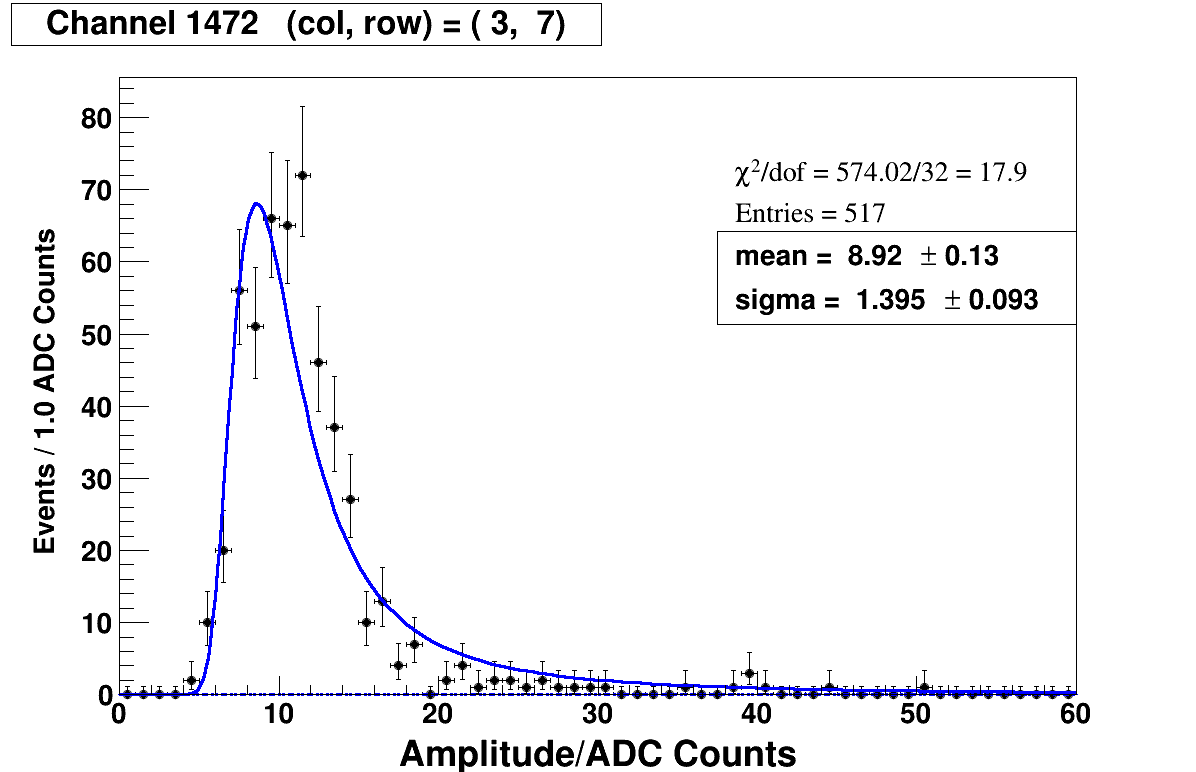 Channel 1472 (col, row) = ( 3, 7)
χ²/dof = 574.02/32 = 17.9
Entries = 517
mean = 8.92 ± 0.13
sigma = 1.395 ± 0.093
Events / 1.0 ADC Counts
80
70
60
50
40
30
20
10
0
0 10 20 30 40 50 60
Amplitude/ADC Counts